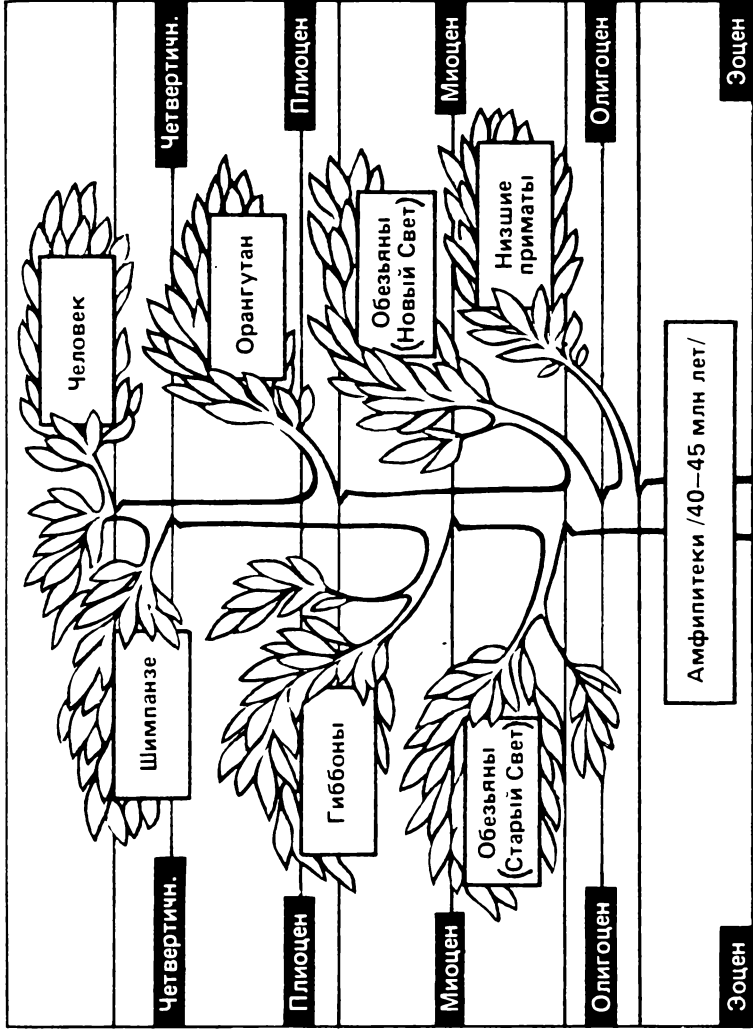 Человек
Шимпанзе
Четвертичн.
Четвертичн.
Орангутан
Плиоцен
Плиоцен
Гиббоны
Обезьяны
(Новый Свет)
Миоцен
Миоцен
Обезьяны
(Старый Свет)
Низшие
приматы
Олигоцен
Олигоцен
Амфипитеки /40–45 млн лет/
Эоцен
Эоцен